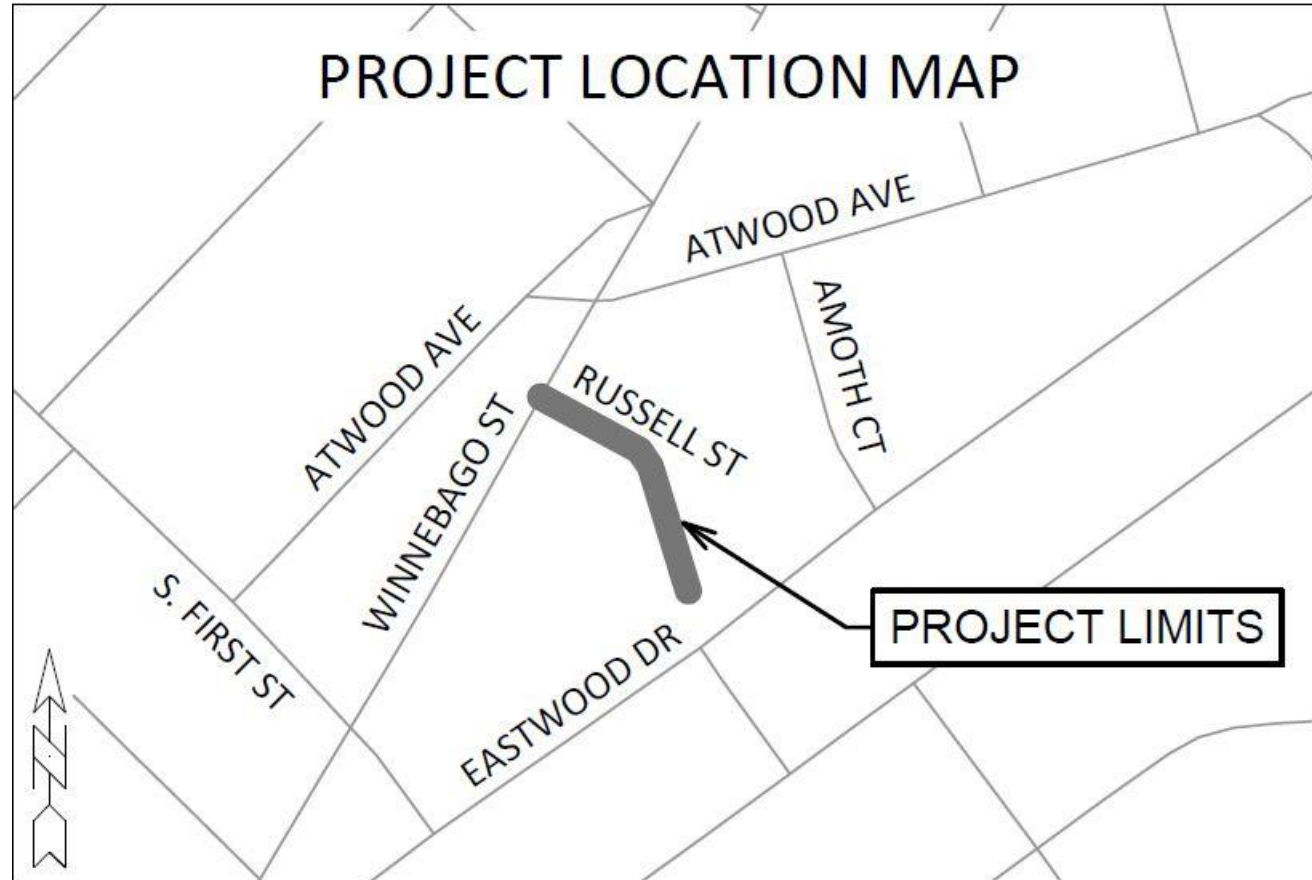 PROJECT LOCATION MAP
ATWOOD AVE
ATWOOD AVE
AMOTH CT
RUSSELL ST
WINNEBAGO ST
S. FIRST ST
EASTWOOD DR
PROJECT LIMITS
N